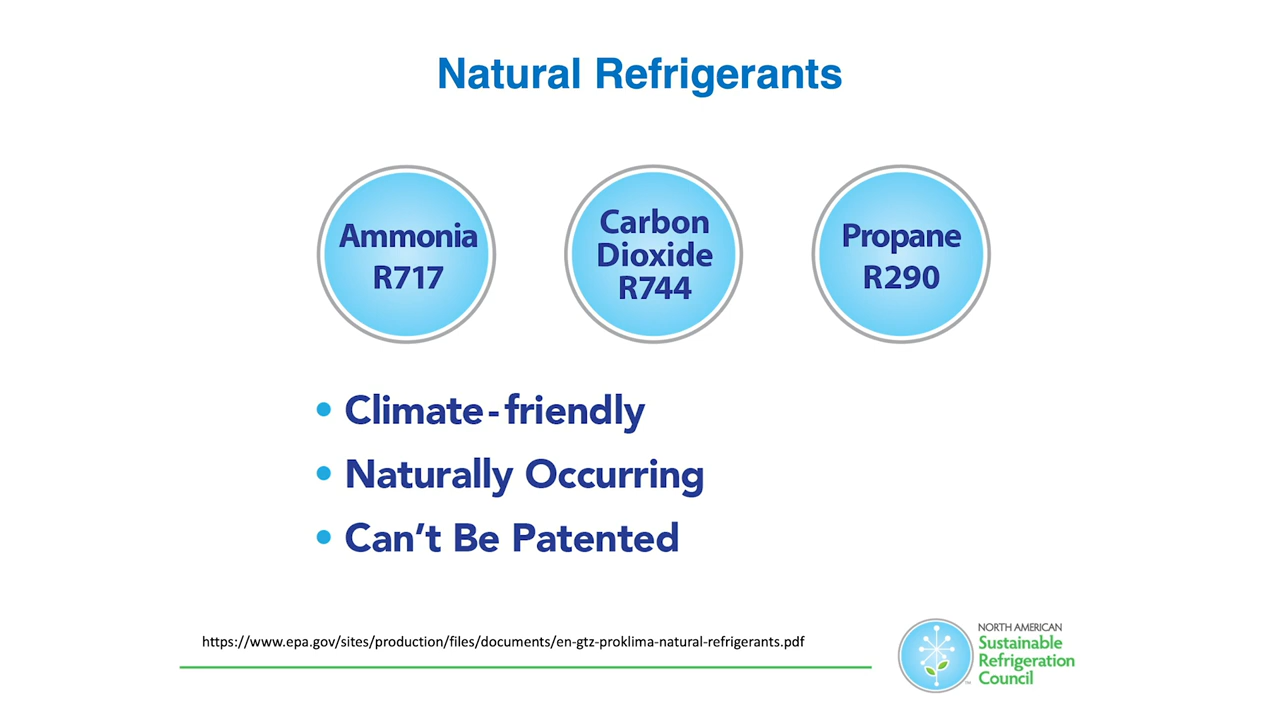 Natural Refrigerants
Ammonia
R717
Carbon
Dioxide
R744
Propane
R290
• Climate-friendly
• Naturally Occurring
• Can’t Be Patented
https://www.epa.gov/sites/production/files/documents/en-gtz-proklima-natural-refrigerants.pdf
NORTH AMERICAN
Sustainable
Refrigeration
Council
™